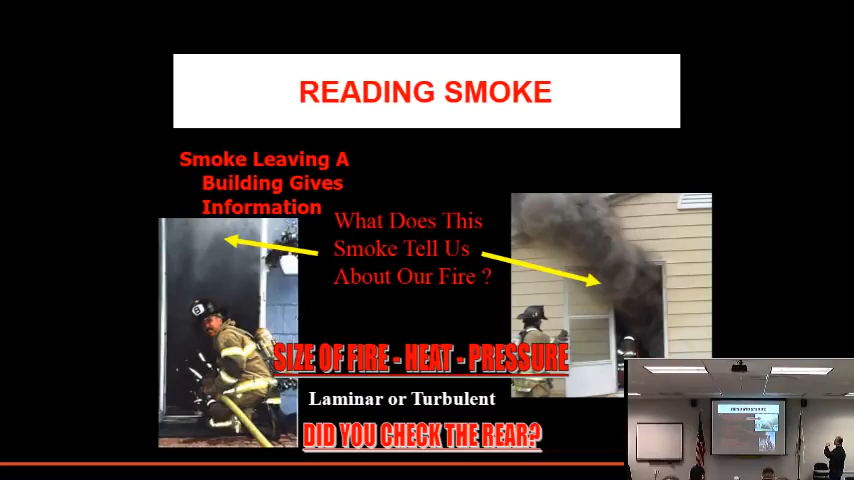 READING SMOKE
Smoke Leaving A
Building Gives
Information
What Does This
Smoke Tell Us
About Our Fire ?
SIZE OF FIRE - HEAT - PRESSURE
Laminar or Turbulent
DID YOU CHECK THE REAR?
8